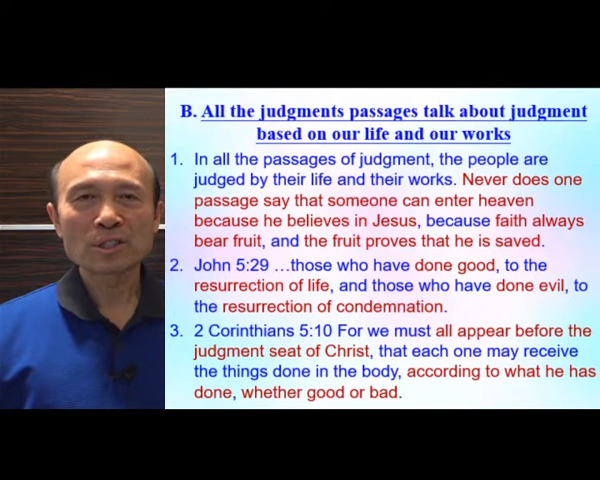 B. All the judgments passages talk about judgment
based on our life and our works
1. In all the passages of judgment, the people are
judged by their life and their works. Never does one
passage say that someone can enter heaven
because he believes in Jesus, because faith always
bear fruit, and the fruit proves that he is saved.
2. John 5:29 …those who have done good, to the
resurrection of life, and those who have done evil, to
the resurrection of condemnation.
3. 2 Corinthians 5:10 For we must all appear before the
judgment seat of Christ, that each one may receive
the things done in the body, according to what he has
done, whether good or bad.